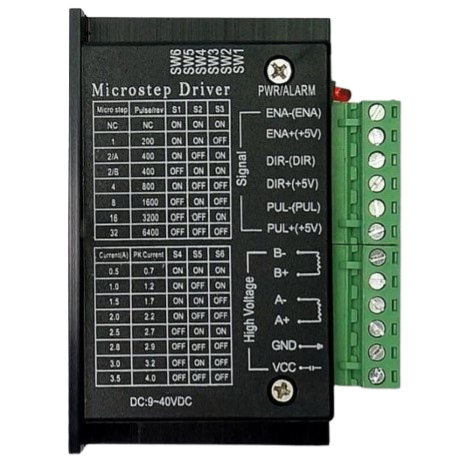 SW6
SW5
SW4
SW3
SW2
SW1
Microstep Driver
PWR/ALARM
Micro step Pulse/rev S1 S2 S3
NC NC ON ON ON
1 200 ON ON OFF
2/A 400 ON OFF ON
2/B 400 OFF ON ON
4 800 ON OFF OFF
8 1600 OFF ON OFF
16 3200 OFF OFF ON
32 6400 OFF OFF OFF
Signal
ENA-(ENA)
ENA+(+5V)
DIR-(DIR)
DIR+(+5V)
PUL-(PUL)
PUL+(+5V)
Current(A) PK Current S4 S5 S6
0.5 0.7 ON ON ON
1.0 1.2 ON OFF ON
1.5 1.7 ON ON OFF
2.0 2.2 ON OFF OFF
2.5 2.7 OFF ON ON
2.8 2.9 OFF OFF ON
3.0 3.2 OFF ON OFF
3.5 4.0 OFF OFF OFF
High Voltage
B-
B+
A-
A+
GND
VCC
DC:9~40VDC